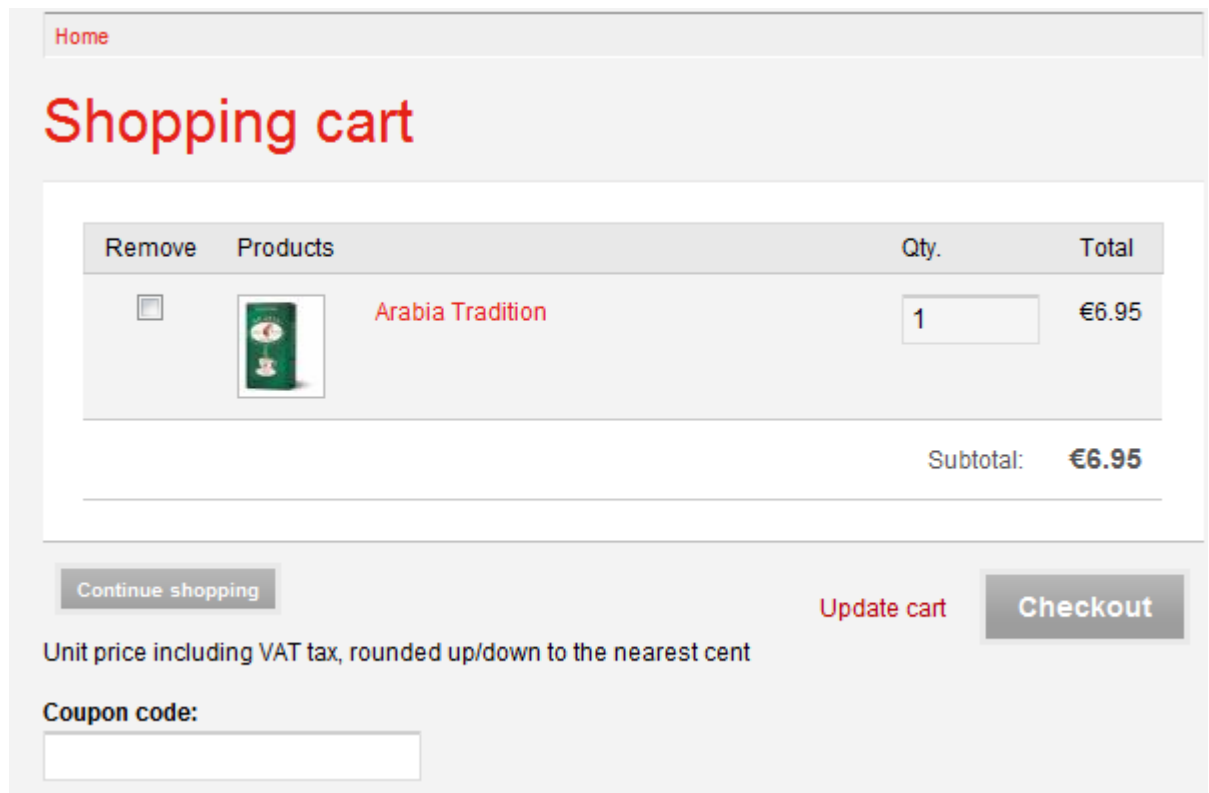 Home
Shopping cart
Remove Products Qty. Total
Arabia Tradition 1 €6.95
Subtotal: €6.95
Continue shopping
Update cart Checkout
Unit price including VAT tax, rounded up/down to the nearest cent
Coupon code: